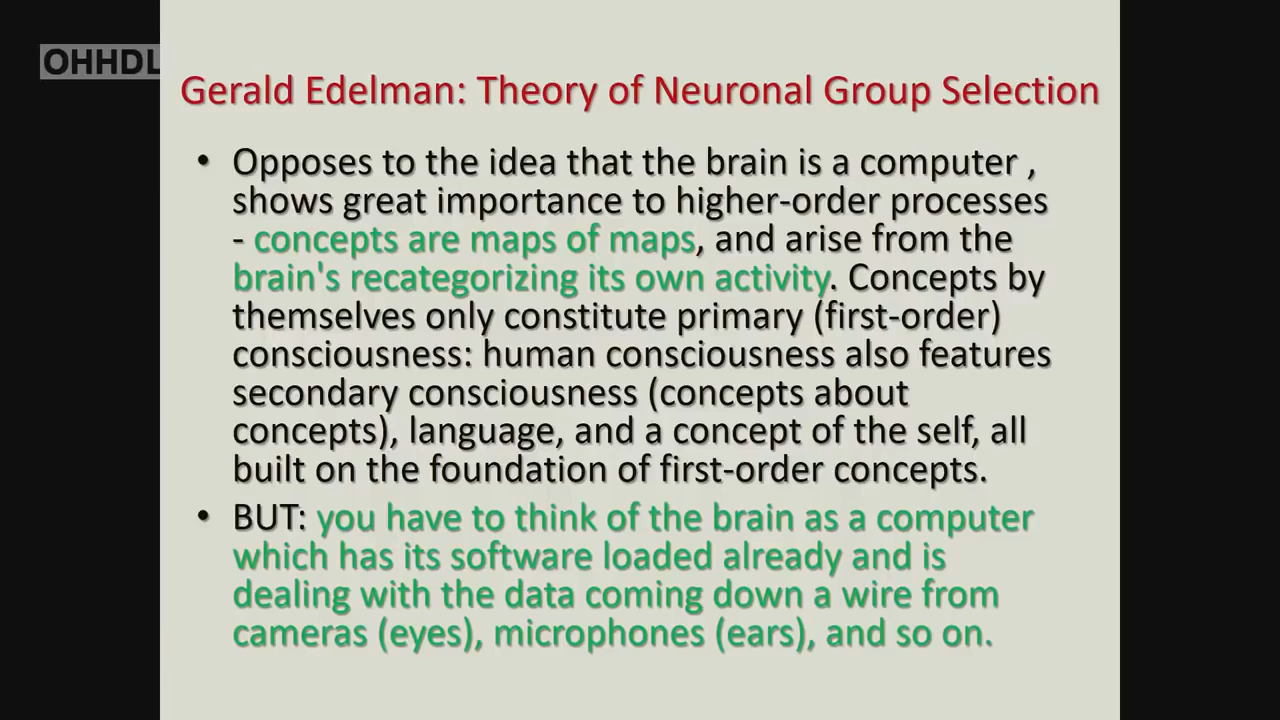 OHHDL
Gerald Edelman: Theory of Neuronal Group Selection
• Opposes to the idea that the brain is a computer ,
shows great importance to higher-order processes
- concepts are maps of maps, and arise from the
brain's recategorizing its own activity. Concepts by
themselves only constitute primary (first-order)
consciousness: human consciousness also features
secondary consciousness (concepts about
concepts), language, and a concept of the self, all
built on the foundation of first-order concepts.
• BUT: you have to think of the brain as a computer
which has its software loaded already and is
dealing with the data coming down a wire from
cameras (eyes), microphones (ears), and so on.